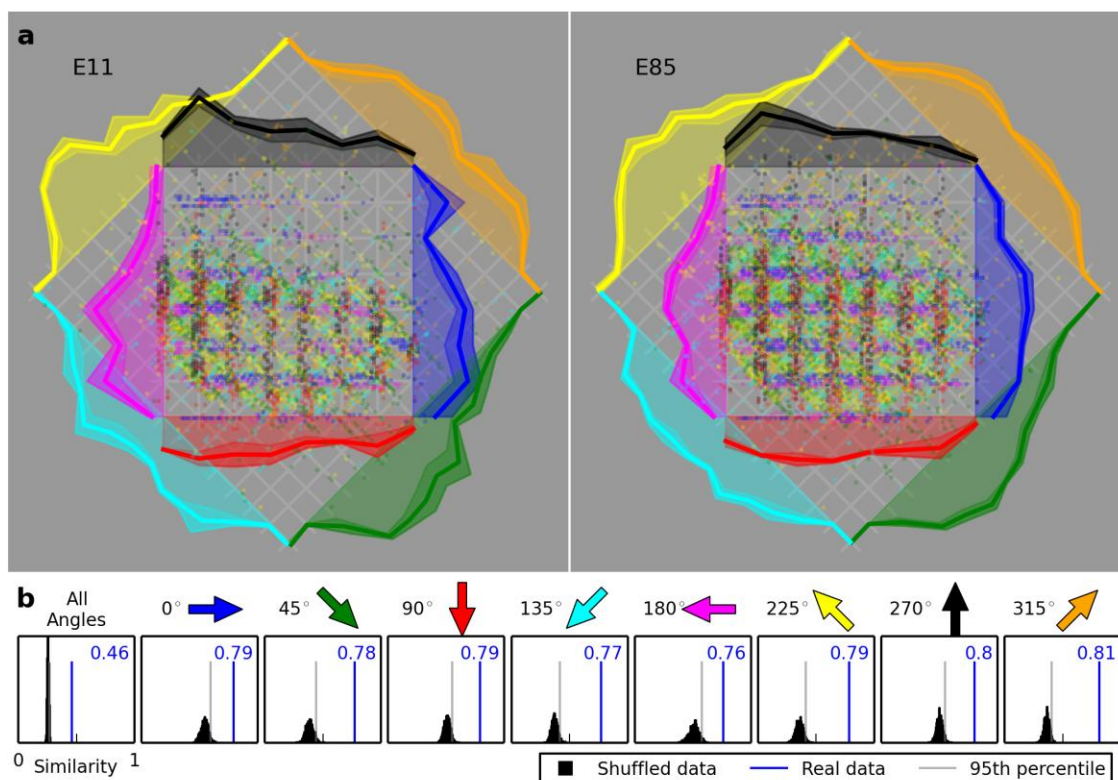 a
E11
E85
b
All
Angles
0°
45°
90°
135°
180°
225°
270°
315°
0.46
0.79
0.78
0.79
0.77
0.76
0.79
0.8
0.81
0
1
Similarity
Shuffled data
Real data
95th percentile